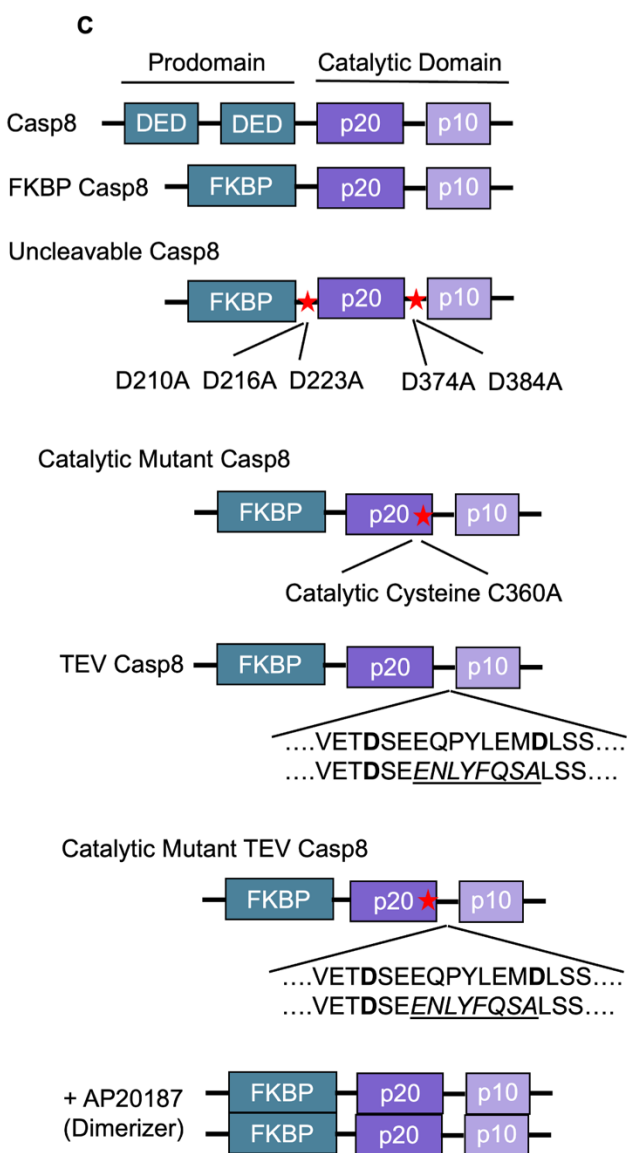 c
Prodomain Catalytic Domain
Casp8 DED DED p20 p10
FKBP Casp8 FKBP p20 p10
Uncleavable Casp8
FKBP p20 p10
D210A D216A D223A D374A D384A
Catalytic Mutant Casp8
FKBP p20 p10
Catalytic Cysteine C360A
TEV Casp8 FKBP p20 p10
....VETDSEEQPYLEMDLSS....
....VETDSEENLYFQSALSS....
Catalytic Mutant TEV Casp8
FKBP p20 p10
....VETDSEEQPYLEMDLSS....
....VETDSEENLYFQSALSS....
+ AP20187 FKBP p20 p10
(Dimerizer) FKBP p20 p10